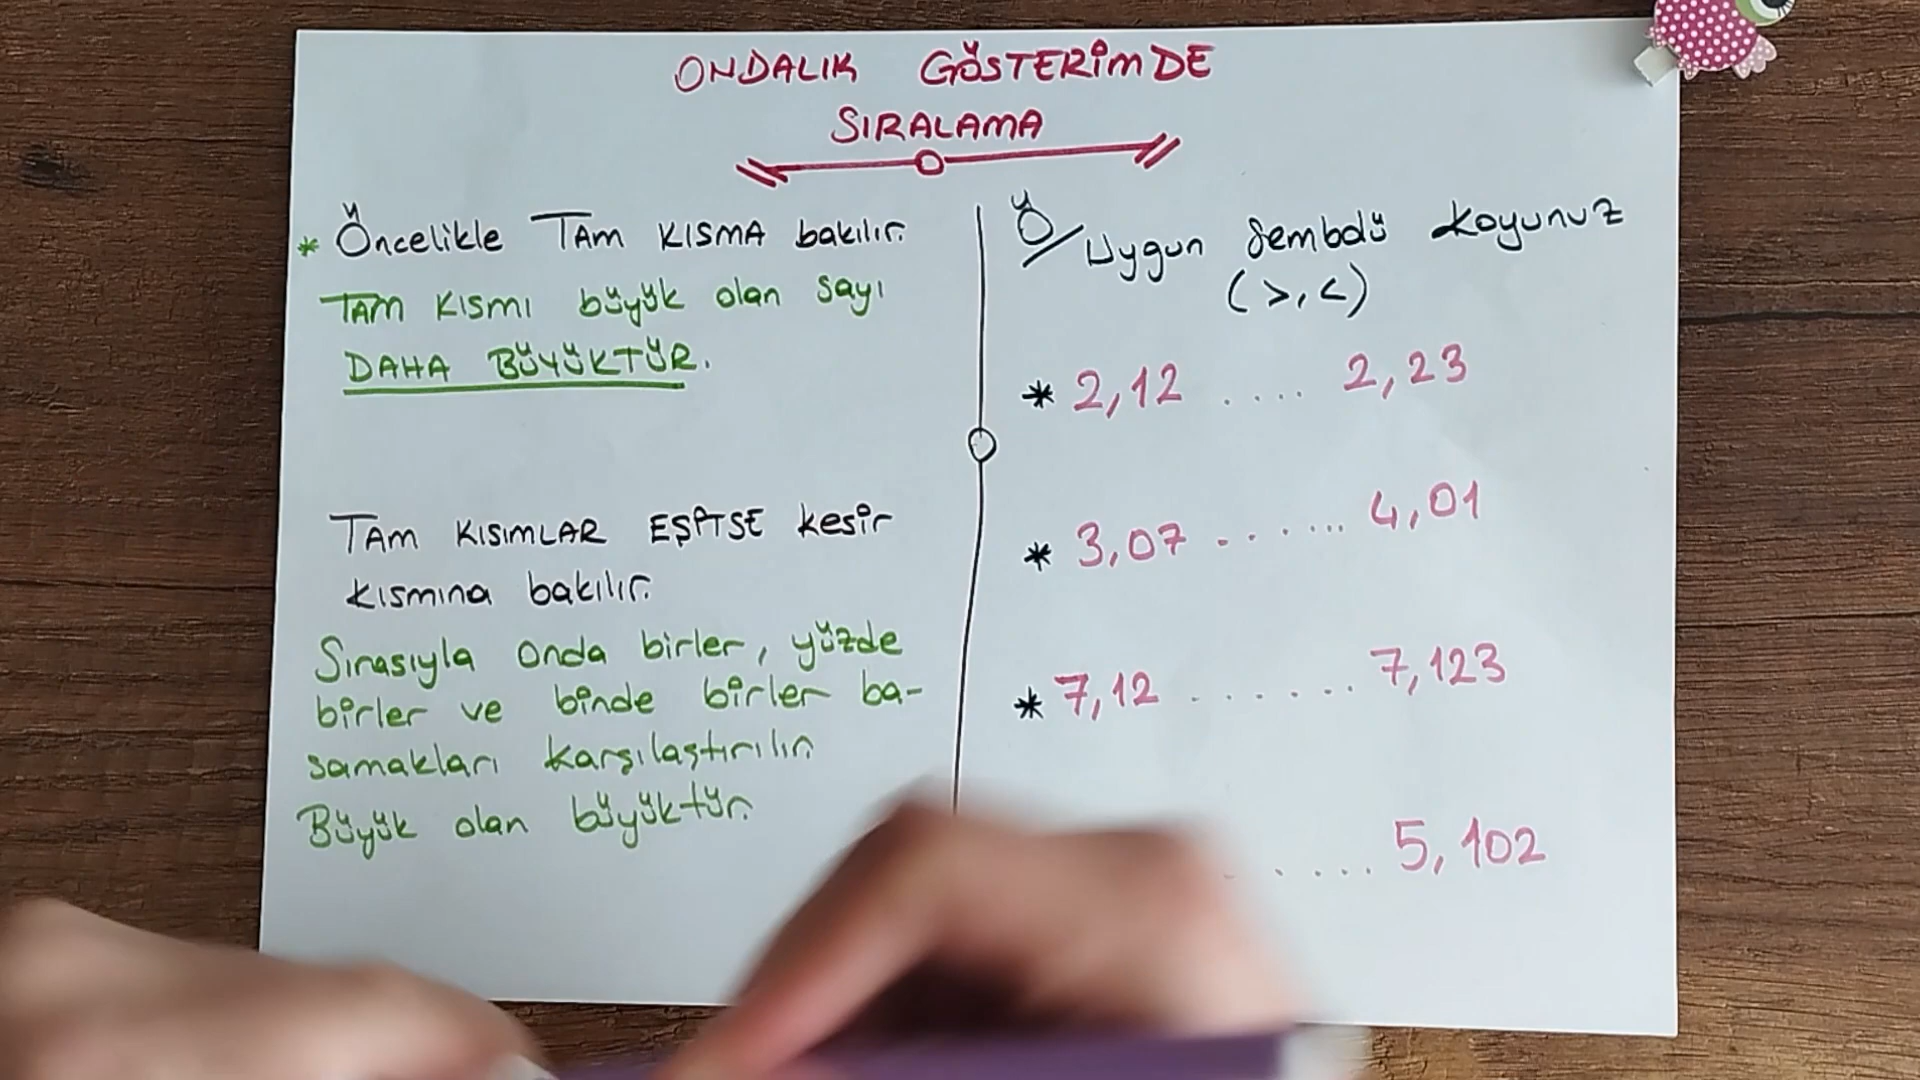 ONDALIK GÖSTERİMDE
SIRALAMA
* Öncelikle TAM KISMA bakılır.
TAM KISMI büyük olan sayı
DAHA BÜYÜKTÜR.
TAM KISIMLAR EŞİTSE kesir
kısmına bakılır.
Sırasıyla onda birler, yüzde
birler ve binde birler ba-
samakları karşılaştırılır.
Büyük olan büyüktür.
Ö/ Uygun sembolü koyunuz
(>,<)
* 2,12 .... 2,23
* 3,07 ....... 4,01
* 7,12 ....... 7,123
..... 5,102